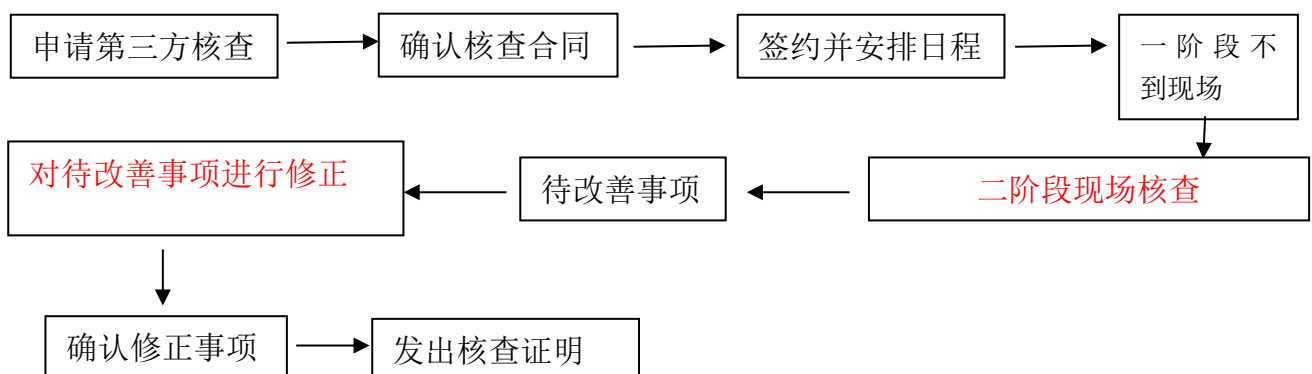 申请第三方核查
确认核查合同
签约并安排日程
一阶段不
到现场
二阶段现场核查
待改善事项
对待改善事项进行修正
确认修正事项
发出核查证明